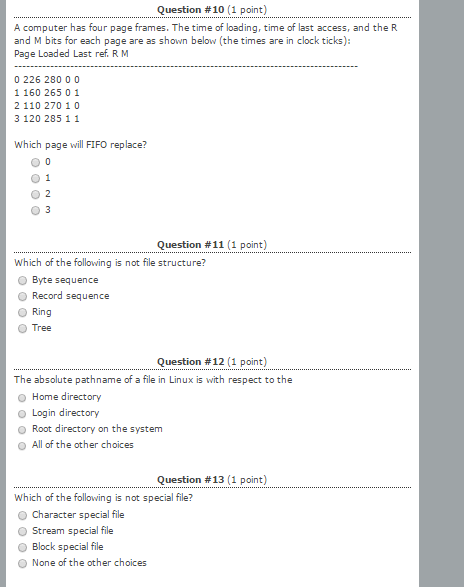 Question #10 (1 point)
A computer has four page frames. The time of loading, time of last access, and the R
and M bits for each page are as shown below (the times are in clock ticks):
Page Loaded Last ref. R M
0 226 280 0 0
1 160 265 0 1
2 110 270 1 0
3 120 285 1 1
Which page will FIFO replace?
0
1
2
3
Question #11 (1 point)
Which of the following is not file structure?
Byte sequence
Record sequence
Ring
Tree
Question #12 (1 point)
The absolute pathname of a file in Linux is with respect to the
Home directory
Login directory
Root directory on the system
All of the other choices
Question #13 (1 point)
Which of the following is not special file?
Character special file
Stream special file
Block special file
None of the other choices